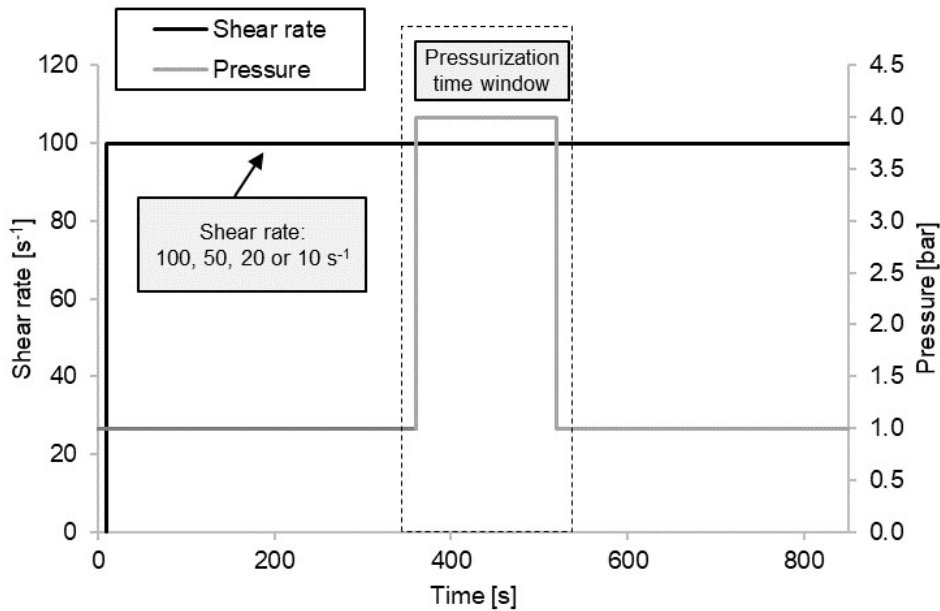 Shear rate
Pressure
Pressurization
time window
120
100
80
60
40
20
0
Shear rate [s⁻¹]
Shear rate:
100, 50, 20 or 10 s⁻¹
4.5
4.0
3.5
3.0
2.5
2.0
1.5
1.0
0.5
0.0
Pressure [bar]
0
200
400
600
800
Time [s]